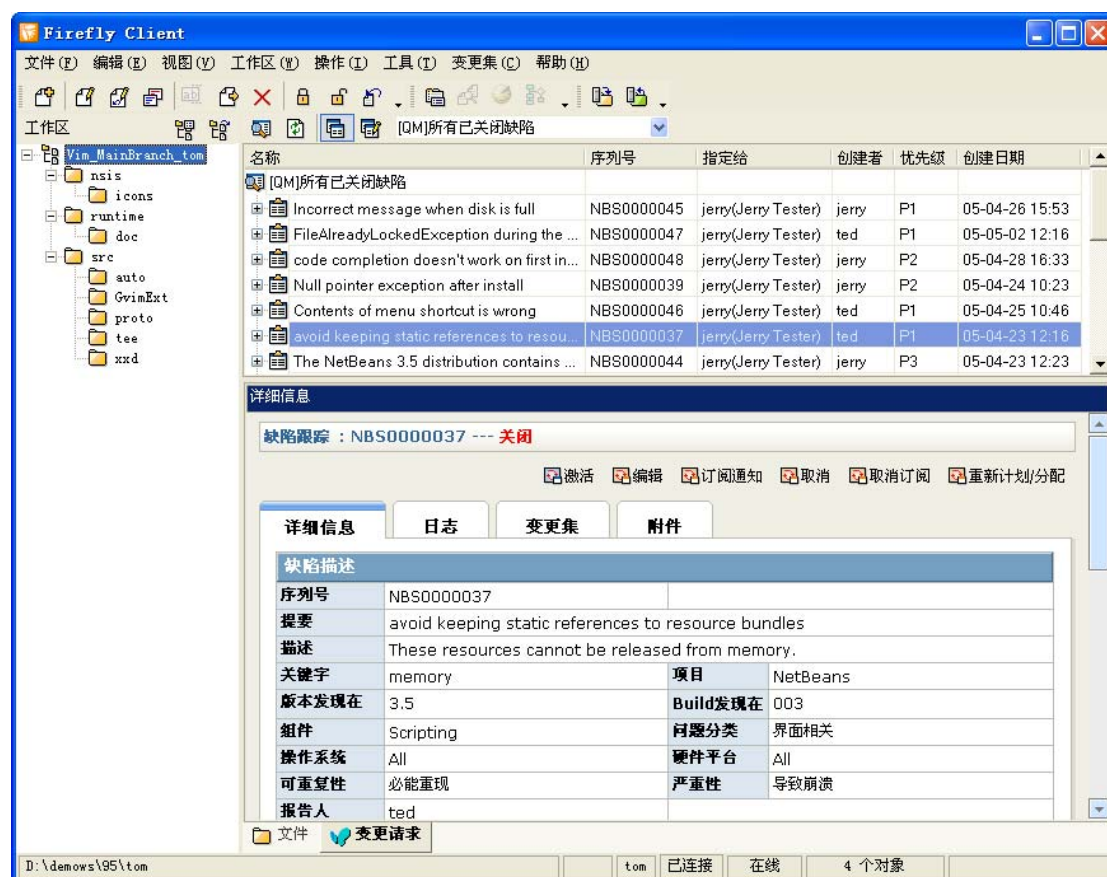 Firefly Client
文件(F) 编辑(E) 视图(V) 工作区(W) 操作(I) 工具(T) 变更集(C) 帮助(H)
工作区 [QM]所有已关闭缺陷
Vim_MainBranch_tom
nsis
icons
runtime
doc
src
auto
GvimExt
proto
tee
xxd
名称 序列号 指定给 创建者 优先级 创建日期
[QM]所有已关闭缺陷
Incorrect message when disk is full NBS0000045 jerry(Jerry Tester) jerry P1 05-04-26 15:53
FileAlreadyLockedException during the ... NBS0000047 jerry(Jerry Tester) ted P1 05-05-02 12:16
code completion doesn't work on first in... NBS0000048 jerry(Jerry Tester) jerry P2 05-04-28 16:33
Null pointer exception after install NBS0000039 jerry(Jerry Tester) jerry P2 05-04-24 10:23
Contents of menu shortcut is wrong NBS0000046 jerry(Jerry Tester) ted P1 05-04-25 10:46
avoid keeping static references to resou... NBS0000037 jerry(Jerry Tester) ted P1 05-04-23 12:16
The NetBeans 3.5 distribution contains ... NBS0000044 jerry(Jerry Tester) jerry P3 05-04-23 12:23
详细信息
缺陷跟踪 : NBS0000037 --- 关闭
激活 编辑 订阅通知 取消 取消订阅 重新计划/分配
详细信息 日志 变更集 附件
缺陷描述
序列号 NBS0000037
提要 avoid keeping static references to resource bundles
描述 These resources cannot be released from memory.
关键字 memory 项目 NetBeans
版本发现在 3.5 Build发现在 003
组件 Scripting 问题分类 界面相关
操作系统 All 硬件平台 All
可重复性 必能重现 严重性 导致崩溃
报告人 ted
文件 变更请求
D:\demows\95\tom tom 已连接 在线 4 个对象